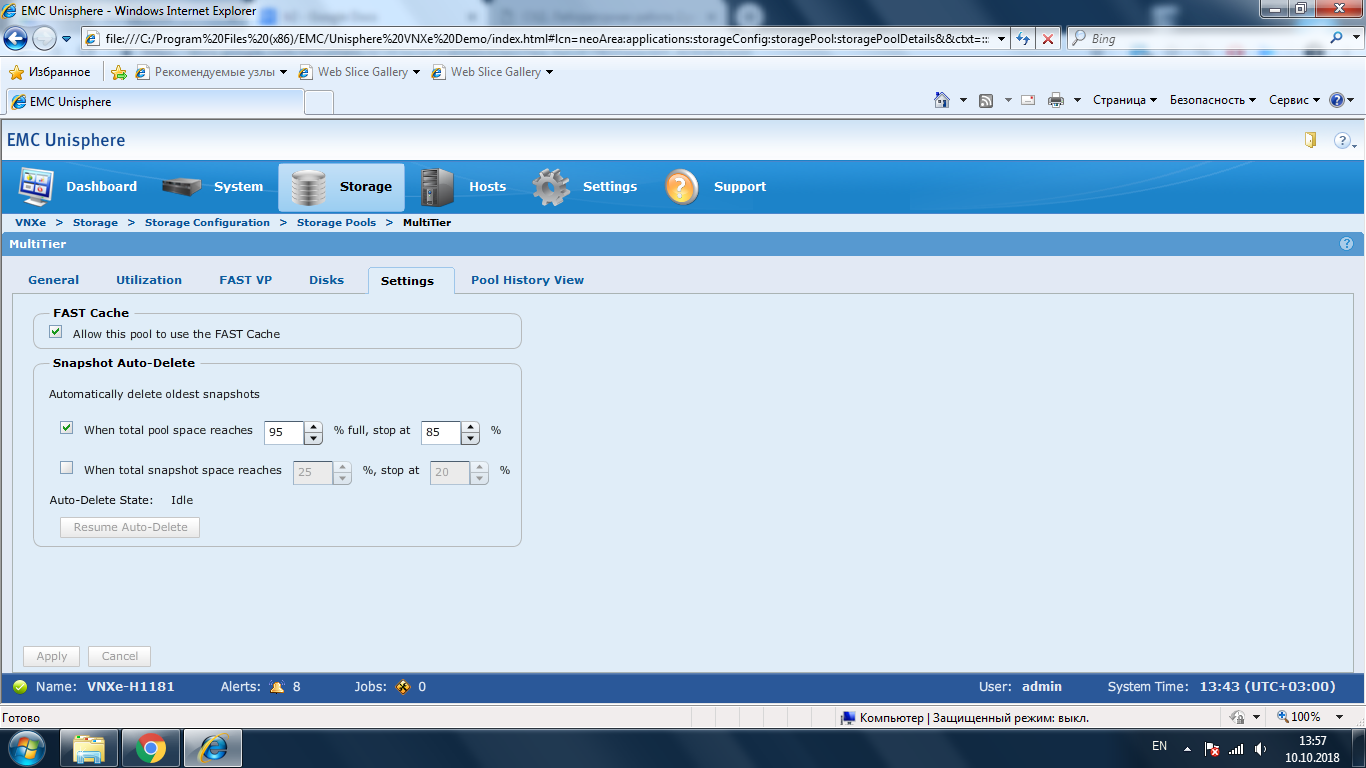 EMC Unisphere - Windows Internet Explorer
file:///C:/Program%20Files%20(x86)/EMC/Unisphere%20VNXe%20Demo/index.html#lcn=neoArea:applications:storageConfig:storagePool:storagePoolDetails&&ctxt=:::
Bing
Избранное
Рекомендуемые узлы
Web Slice Gallery
Web Slice Gallery
EMC Unisphere
Страница
Безопасность
Сервис
EMC Unisphere
Dashboard
System
Storage
Hosts
Settings
Support
VNXe > Storage > Storage Configuration > Storage Pools > MultiTier
MultiTier
General
Utilization
FAST VP
Disks
Settings
Pool History View
FAST Cache
Allow this pool to use the FAST Cache
Snapshot Auto-Delete
Automatically delete oldest snapshots
When total pool space reaches 95 % full, stop at 85 %
When total snapshot space reaches 25 %, stop at 20 %
Auto-Delete State: Idle
Resume Auto-Delete
Apply
Cancel
Name: VNXe-H1181
Alerts: 8
Jobs: 0
User: admin
System Time: 13:43 (UTC+03:00)
Готово
Компьютер | Защищенный режим: выкл.
100%
EN
13:57
10.10.2018